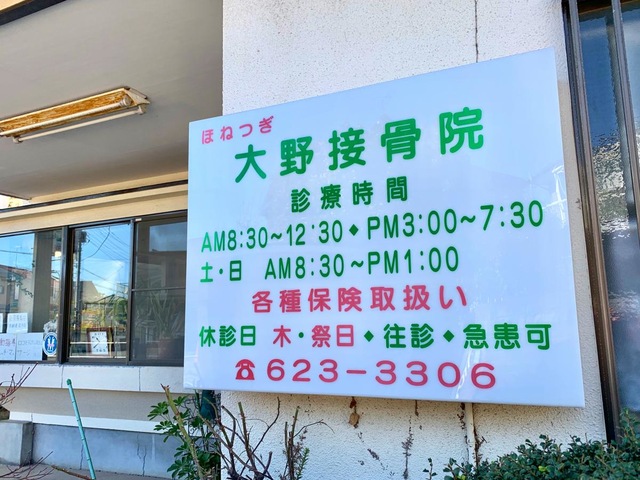 ほねつぎ
大野接骨院
診療時間
AM8:30~12:30◆PM3:00~7:30
土・日 AM8:30~PM1:00
各種保険取扱い
休診日 木・祭日◆往診◆急患可
☎623-3306